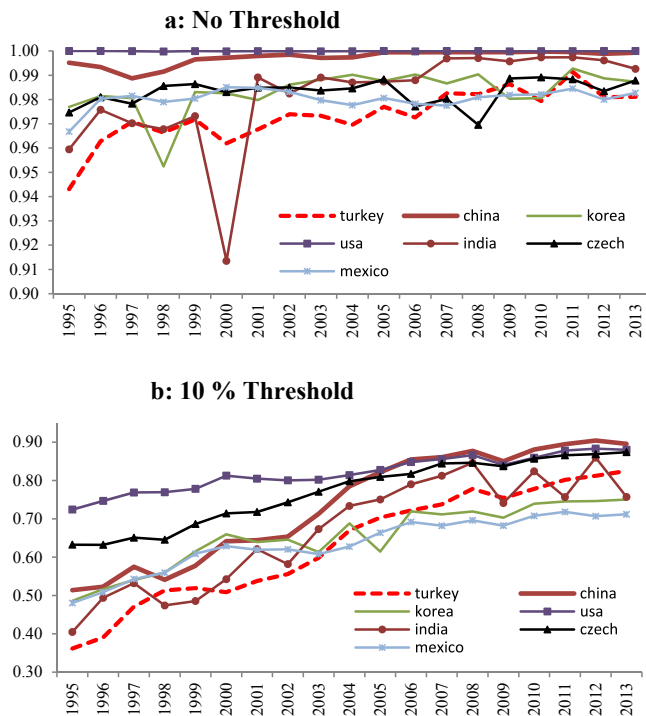 a: No Threshold
1.00
0.99
0.98
0.97
0.96
0.95
0.94
0.93
0.92
0.91
0.90
turkey china korea
usa india czech
mexico
1995 1996 1997 1998 1999 2000 2001 2002 2003 2004 2005 2006 2007 2008 2009 2010 2011 2012 2013
b: 10 % Threshold
0.90
0.80
0.70
0.60
0.50
0.40
0.30
turkey china
korea usa
india czech
mexico
1995 1996 1997 1998 1999 2000 2001 2002 2003 2004 2005 2006 2007 2008 2009 2010 2011 2012 2013